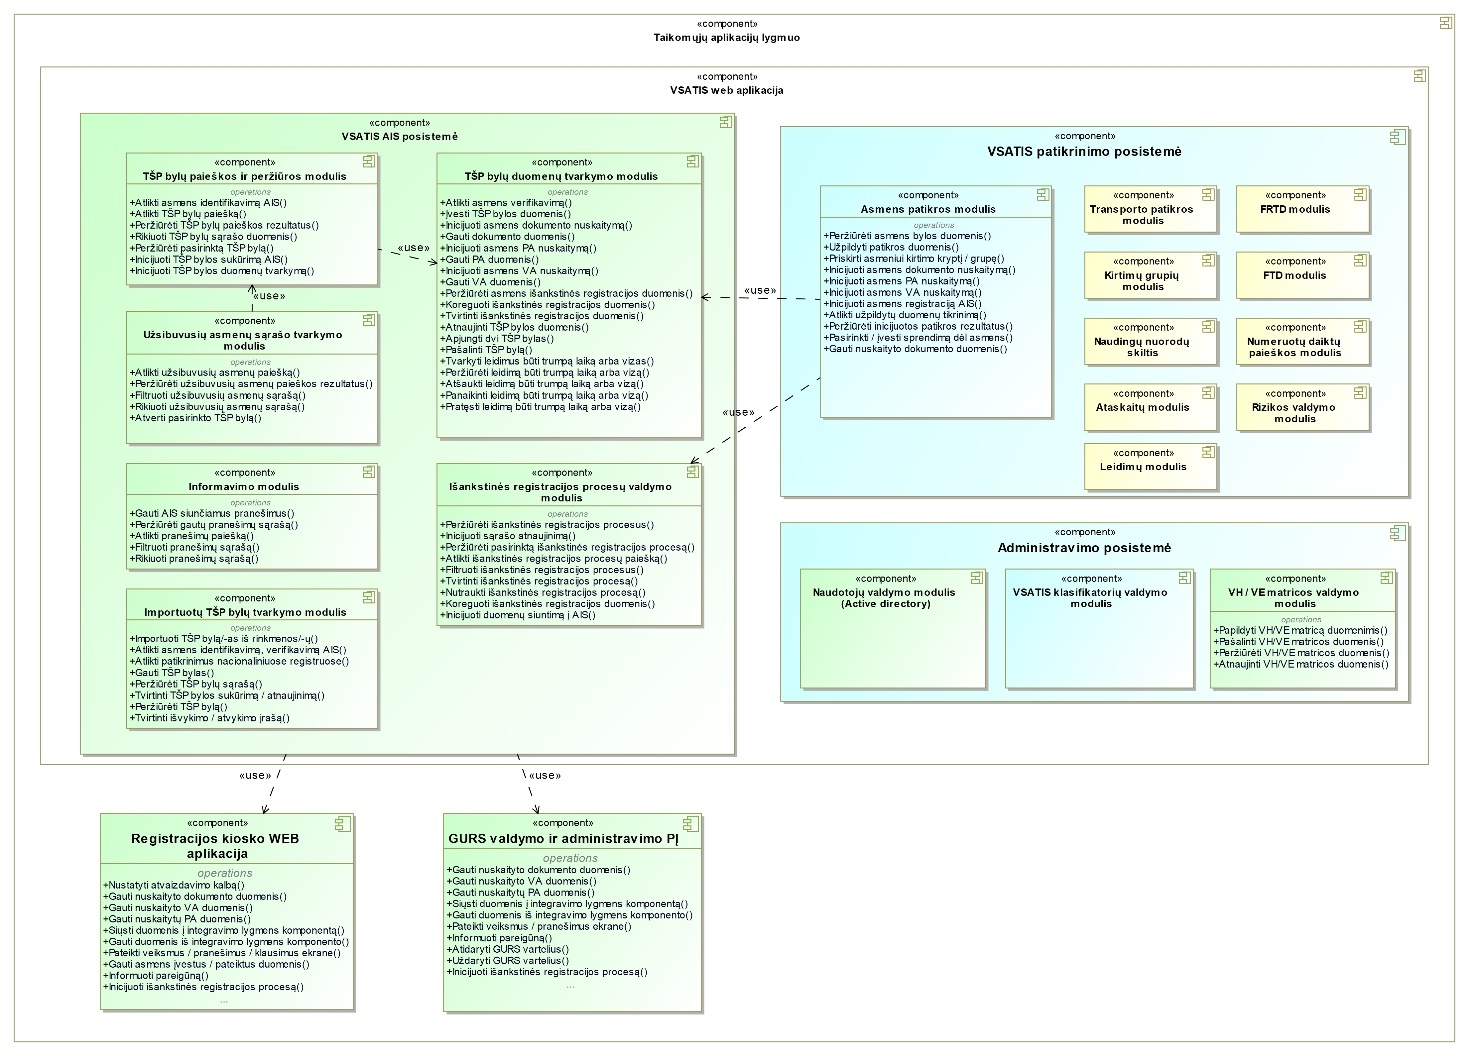 «component»
Taikomųjų aplikacijų lygmuo
«component»
VSATIS web aplikacija
«component»
VSATIS AIS posistemė
«component»
TŠP bylų paieškos ir peržiūros modulis
operations
+Atlikti asmens identifikavimą AIS()
+Atlikti TŠP bylų paiešką()
+Peržiūrėti TŠP bylų paieškos rezultatus()
+Rikiuoti TŠP bylų sąrašo duomenis()
+Peržiūrėti pasirinktą TŠP bylą()
+Inicijuoti TŠP bylos sukūrimą AIS()
+Inicijuoti TŠP bylos duomenų tvarkymą()
«use»
«use»
«component»
Užsibuvusių asmenų sąrašo tvarkymo
modulis
operations
+Atlikti užsibuvusių asmenų paiešką()
+Peržiūrėti užsibuvusių asmenų paieškos rezultatus()
+Filtruoti užsibuvusių asmenų sąrašą()
+Rikiuoti užsibuvusių asmenų sąrašą()
+Atverti pasirinkto TŠP bylą()
«component»
Informavimo modulis
operations
+Gauti AIS siunčiamus pranešimus()
+Peržiūrėti gautų pranešimų sąrašą()
+Atlikti pranešimų paiešką()
+Filtruoti pranešimų sąrašą()
+Rikiuoti pranešimų sąrašą()
«component»
Importuotų TŠP bylų tvarkymo modulis
operations
+Importuoti TŠP bylą/-as iš rinkmenos/-ų()
+Atlikti asmens identifikavimą, verifikavimą AIS()
+Atlikti patikrinimus nacionaliniuose registruose()
+Gauti TŠP bylas()
+Peržiūrėti TŠP bylų sąrašą()
+Tvirtinti TŠP bylos sukūrimą / atnaujinimą()
+Peržiūrėti TŠP bylą()
+Tvirtinti išvykimo / atvykimo įrašą()
«component»
TŠP bylų duomenų tvarkymo modulis
operations
+Atlikti asmens verifikavimą()
+Įvesti TŠP bylos duomenis()
+Inicijuoti asmens dokumento nuskaitymą()
+Gauti dokumento duomenis()
+Inicijuoti asmens PA nuskaitymą()
+Gauti PA duomenis()
+Inicijuoti asmens VA nuskaitymą()
+Gauti VA duomenis()
+Peržiūrėti asmens išankstinės registracijos duomenis()
+Koreguoti išankstinės registracijos duomenis()
+Tvirtinti išankstinės registracijos duomenis()
+Atnaujinti TŠP bylos duomenis()
+Apjungti dvi TŠP bylas()
+Pašalinti TŠP bylą()
+Tvarkyti leidimus būti trumpą laiką arba vizas()
+Peržiūrėti leidimą būti trumpą laiką arba vizą()
+Atšaukti leidimą būti trumpą laiką arba vizą()
+Panaikinti leidimą būti trumpą laiką arba vizą()
+Pratęsti leidimą būti trumpą laiką arba vizą()
«component»
Išankstinės registracijos procesų valdymo
modulis
operations
+Peržiūrėti išankstinės registracijos procesus()
+Inicijuoti sąrašo atnaujinimą()
+Peržiūrėti pasirinktą išankstinės registracijos procesą()
+Atlikti išankstinės registracijos procesų paiešką()
+Filtruoti išankstinės registracijos procesus()
+Tvirtinti išankstinės registracijos procesą()
+Nutraukti išankstinės registracijos procesą()
+Koreguoti išankstinės registracijos duomenis()
+Inicijuoti duomenų siuntimą į AIS()
«use»
«use»
«component»
VSATIS patikrinimo posistemė
«component»
Asmens patikros modulis
operations
+Peržiūrėti asmens bylos duomenis()
+Užpildyti patikros duomenis()
+Priskirti asmeniui kirtimo kryptį / grupę()
+Inicijuoti asmens dokumento nuskaitymą()
+Inicijuoti asmens PA nuskaitymą()
+Inicijuoti asmens VA nuskaitymą()
+Inicijuoti asmens registraciją AIS()
+Atlikti užpildytų duomenų tikrinimą()
+Peržiūrėti inicijuotos patikros rezultatus()
+Pasirinkti / įvesti sprendimą dėl asmens()
+Gauti nuskaityto dokumento duomenis()
«component»
Transporto patikros
modulis
«component»
FRTD modulis
«component»
Kirtimų grupių
modulis
«component»
FTD modulis
«component»
Naudingų nuorodų
skiltis
«component»
Numeruotų daiktų
paieškos modulis
«component»
Ataskaitų modulis
«component»
Rizikos valdymo
modulis
«component»
Leidimų modulis
«component»
Administravimo posistemė
«component»
Naudotojų valdymo modulis
(Active directory)
«component»
VSATIS klasifikatorių valdymo
modulis
«component»
VH / VE matricos valdymo
modulis
operations
+Papildyti VH/VE matricą duomenimis()
+Pašalinti VH/VE matricos duomenis()
+Peržiūrėti VH/VE matricos duomenis()
+Atnaujinti VH/VE matricos duomenis()
«use»
«use»
«component»
Registracijos kiosko WEB
aplikacija
operations
+Nustatyti atvaizdavimo kalbą()
+Gauti nuskaityto dokumento duomenis()
+Gauti nuskaityto VA duomenis()
+Gauti nuskaitytų PA duomenis()
+Siųsti duomenis į integravimo lygmens komponentą()
+Gauti duomenis iš integravimo lygmens komponento()
+Pateikti veiksmus / pranešimus / klausimus ekrane()
+Gauti asmens įvestus / pateiktus duomenis()
+Informuoti pareigūną()
+Inicijuoti išankstinės registracijos procesą()
...
«component»
GURS valdymo ir administravimo PĮ
operations
+Gauti nuskaityto dokumento duomenis()
+Gauti nuskaityto VA duomenis()
+Gauti nuskaitytų PA duomenis()
+Siųsti duomenis į integravimo lygmens komponentą()
+Gauti duomenis iš integravimo lygmens komponento()
+Pateikti veiksmus / pranešimus ekrane()
+Informuoti pareigūną()
+Atidaryti GURS vartelius()
+Uždaryti GURS vartelius()
+Inicijuoti išankstinės registracijos procesą()
...